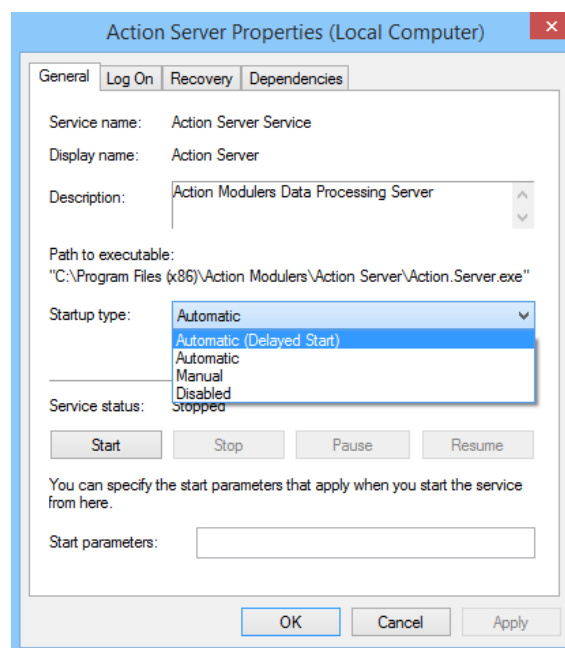 Action Server Properties (Local Computer)
General Log On Recovery Dependencies
Service name: Action Server Service
Display name: Action Server
Description: Action Modulers Data Processing Server
Path to executable:
"C:\Program Files (x86)\Action Modulers\Action Server\Action.Server.exe"
Startup type: Automatic
Automatic (Delayed Start)
Automatic
Manual
Disabled
Service status: Stopped
Start Stop Pause Resume
You can specify the start parameters that apply when you start the service
from here.
Start parameters:
OK Cancel Apply